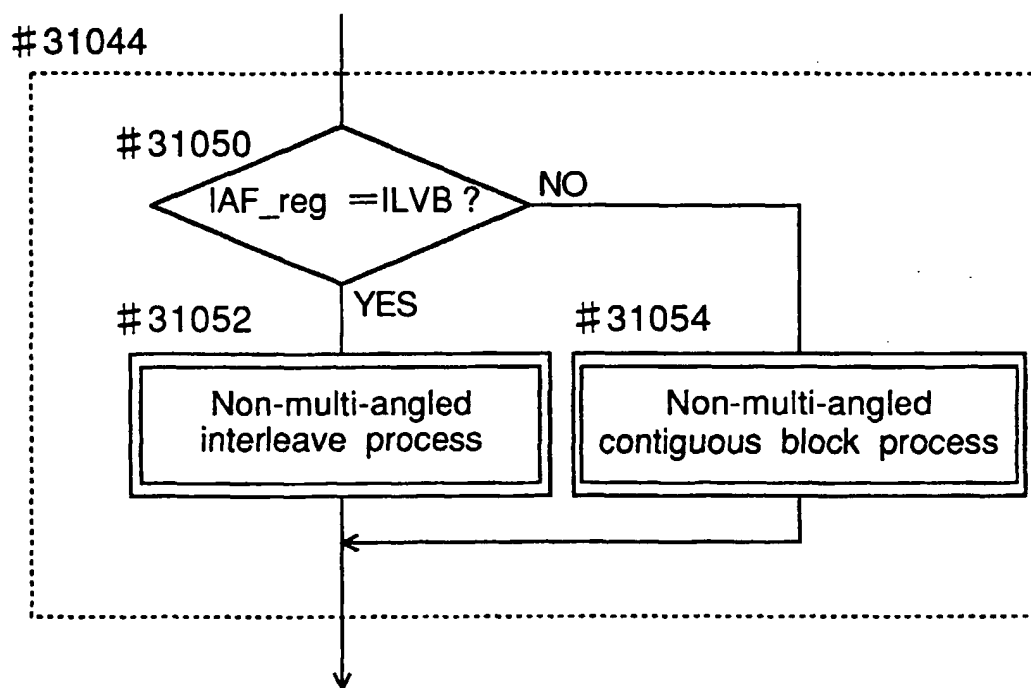 #31044
#31050
IAF_reg =ILVB ?
NO
YES
#31052
#31054
Non-multi-angled
interleave process
Non-multi-angled
contiguous block process